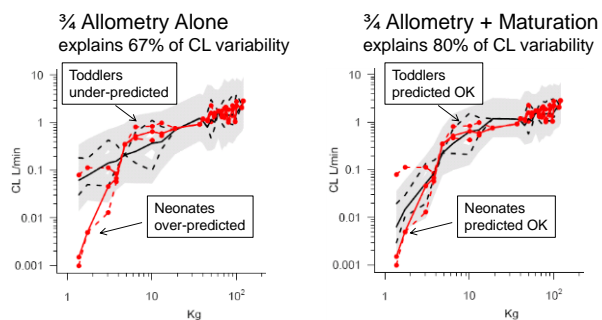 ¾ Allometry Alone
explains 67% of CL variability
10
1
0.1
0.01
0.001
CL L/min
Toddlers
under-predicted
Neonates
over-predicted
1
10
10²
Kg
¾ Allometry + Maturation
explains 80% of CL variability
10
1
0.1
0.01
0.001
CL L/min
Toddlers
predicted OK
Neonates
predicted OK
1
10
10²
Kg